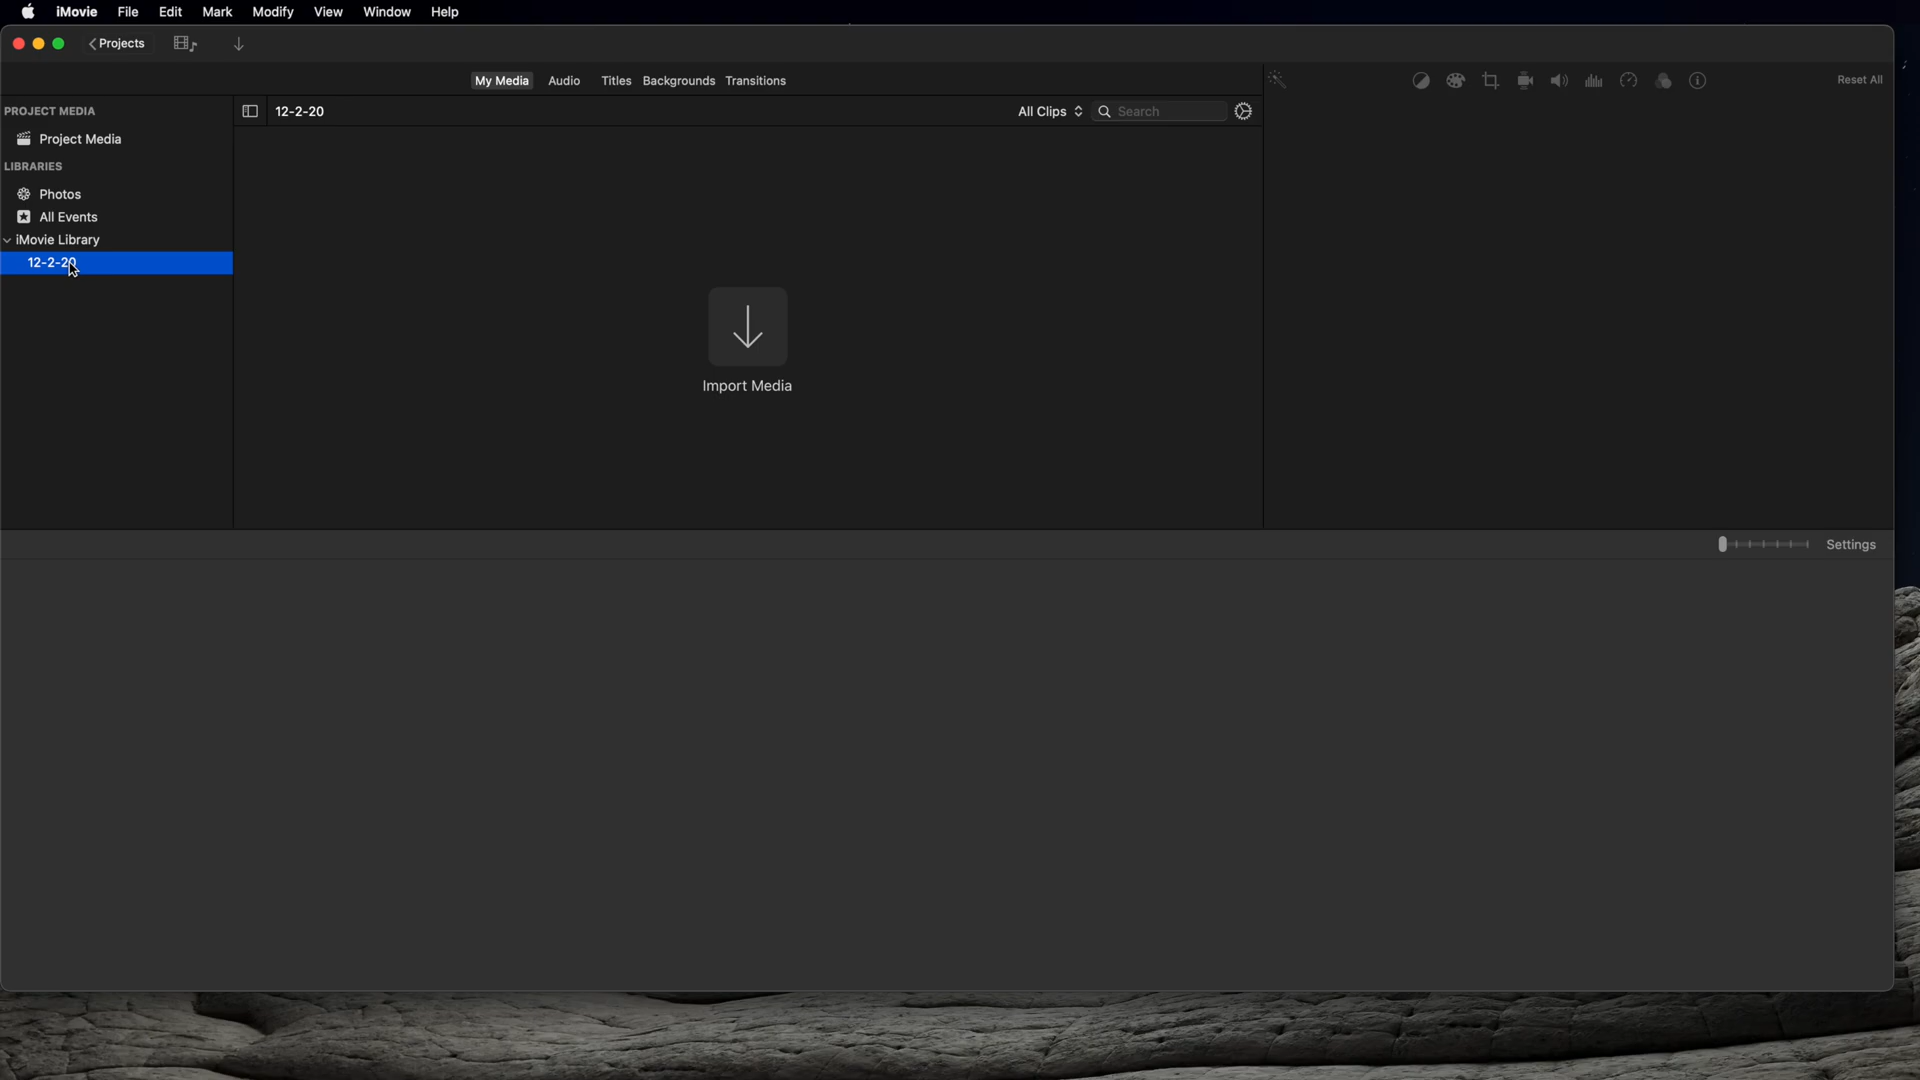 iMovie File Edit Mark Modify View Window Help
Projects
My Media Audio Titles Backgrounds Transitions
Reset All
PROJECT MEDIA
12-2-20
All Clips
Search
Project Media
LIBRARIES
Photos
All Events
iMovie Library
12-2-20
Import Media
Settings